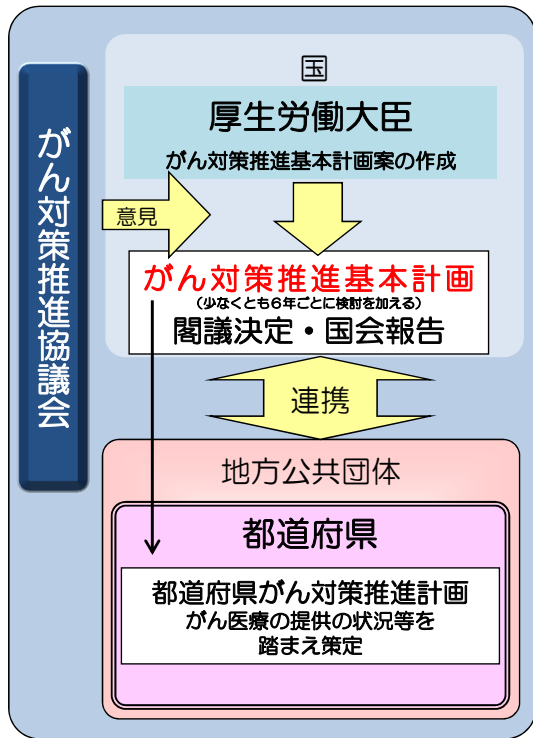 がん対策推進協議会
国
厚生労働大臣
がん対策推進基本計画案の作成
意見
がん対策推進基本計画
(少なくとも6年ごとに検討を加える)
閣議決定・国会報告
連携
地方公共団体
都道府県
都道府県がん対策推進計画
がん医療の提供の状況等を
踏まえ策定